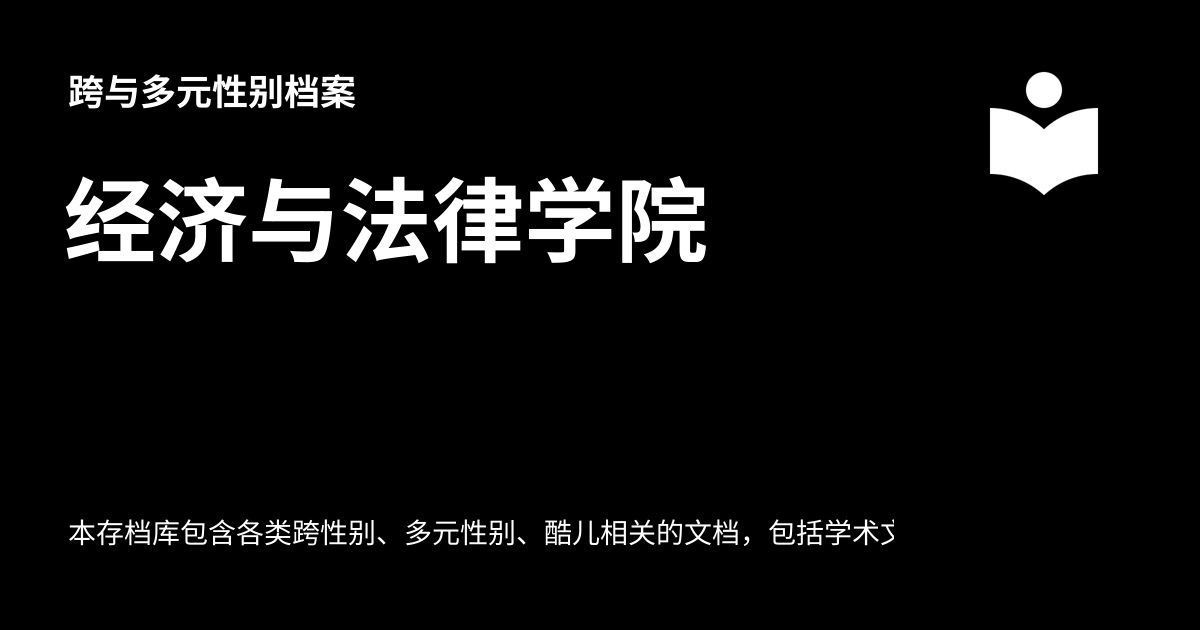 跨与多元性别档案
经济与法律学院
本存档库包含各类跨性别、多元性别、酷儿相关的文档，包括学术